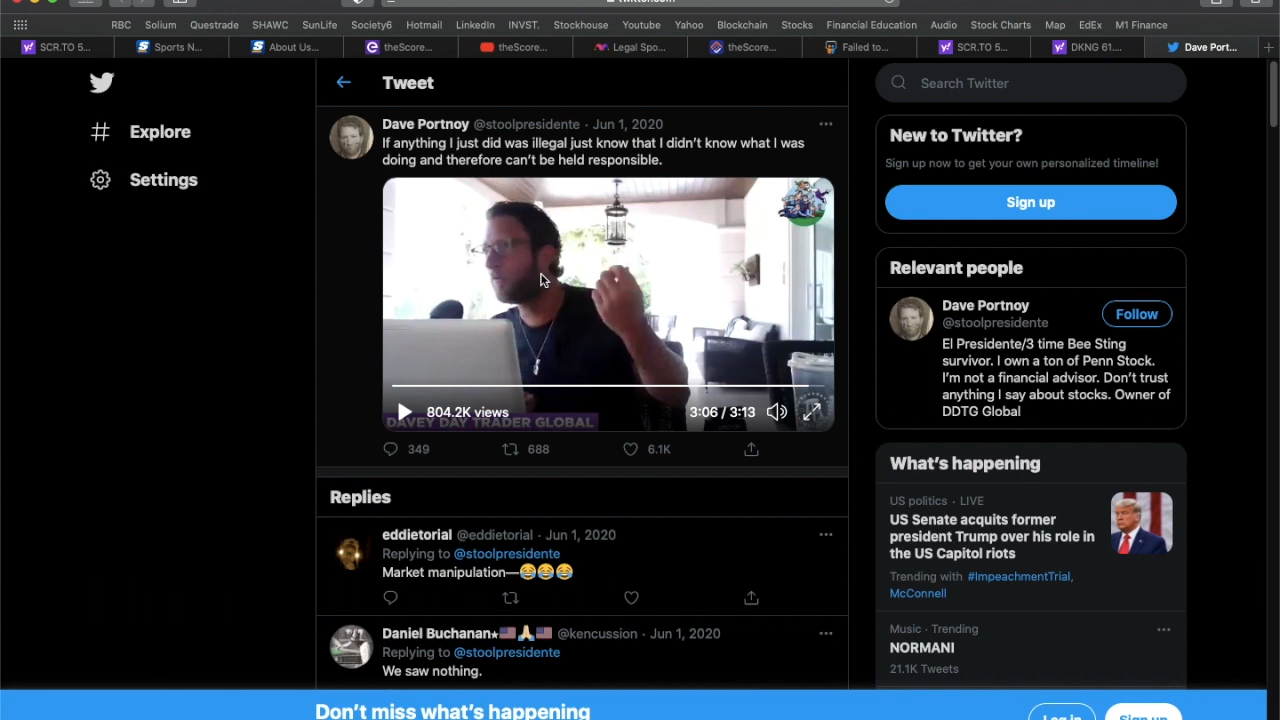 RBC Solium Questrade SHAWC SunLife Society6 Hotmail LinkedIn INVST. Stockhouse Youtube Yahoo Blockchain Stocks Financial Education Audio Stock Charts Map EdEx M1 Finance
SCR.TO 5... Sports N... About Us... theScore... theScore... Legal Spo... theScore... Failed to... SCR.TO 5... DKNG 61.... Dave Port...
Tweet
Search Twitter
Explore
Settings
Dave Portnoy @stoolpresidente · Jun 1, 2020
If anything I just did was illegal just know that I didn't know what I was
doing and therefore can't be held responsible.
804.2K views
3:06 / 3:13
DAVEY DAY TRADER GLOBAL
349 688 6.1K
Replies
eddietorial @eddietorial · Jun 1, 2020
Replying to @stoolpresidente
Market manipulation—😂😂😂
Daniel Buchanan★🇺🇸🙏🏼🇺🇸 @kencussion · Jun 1, 2020
Replying to @stoolpresidente
We saw nothing.
New to Twitter?
Sign up now to get your own personalized timeline!
Sign up
Relevant people
Dave Portnoy
@stoolpresidente
Follow
El Presidente/3 time Bee Sting
survivor. I own a ton of Penn Stock.
I'm not a financial advisor. Don't trust
anything I say about stocks. Owner of
DDTG Global
What's happening
US politics · LIVE
US Senate acquits former
president Trump over his role in
the US Capitol riots
Trending with #ImpeachmentTrial,
McConnell
Music · Trending
NORMANI
21.1K Tweets
Don't miss what's happening
Log in
Sign up